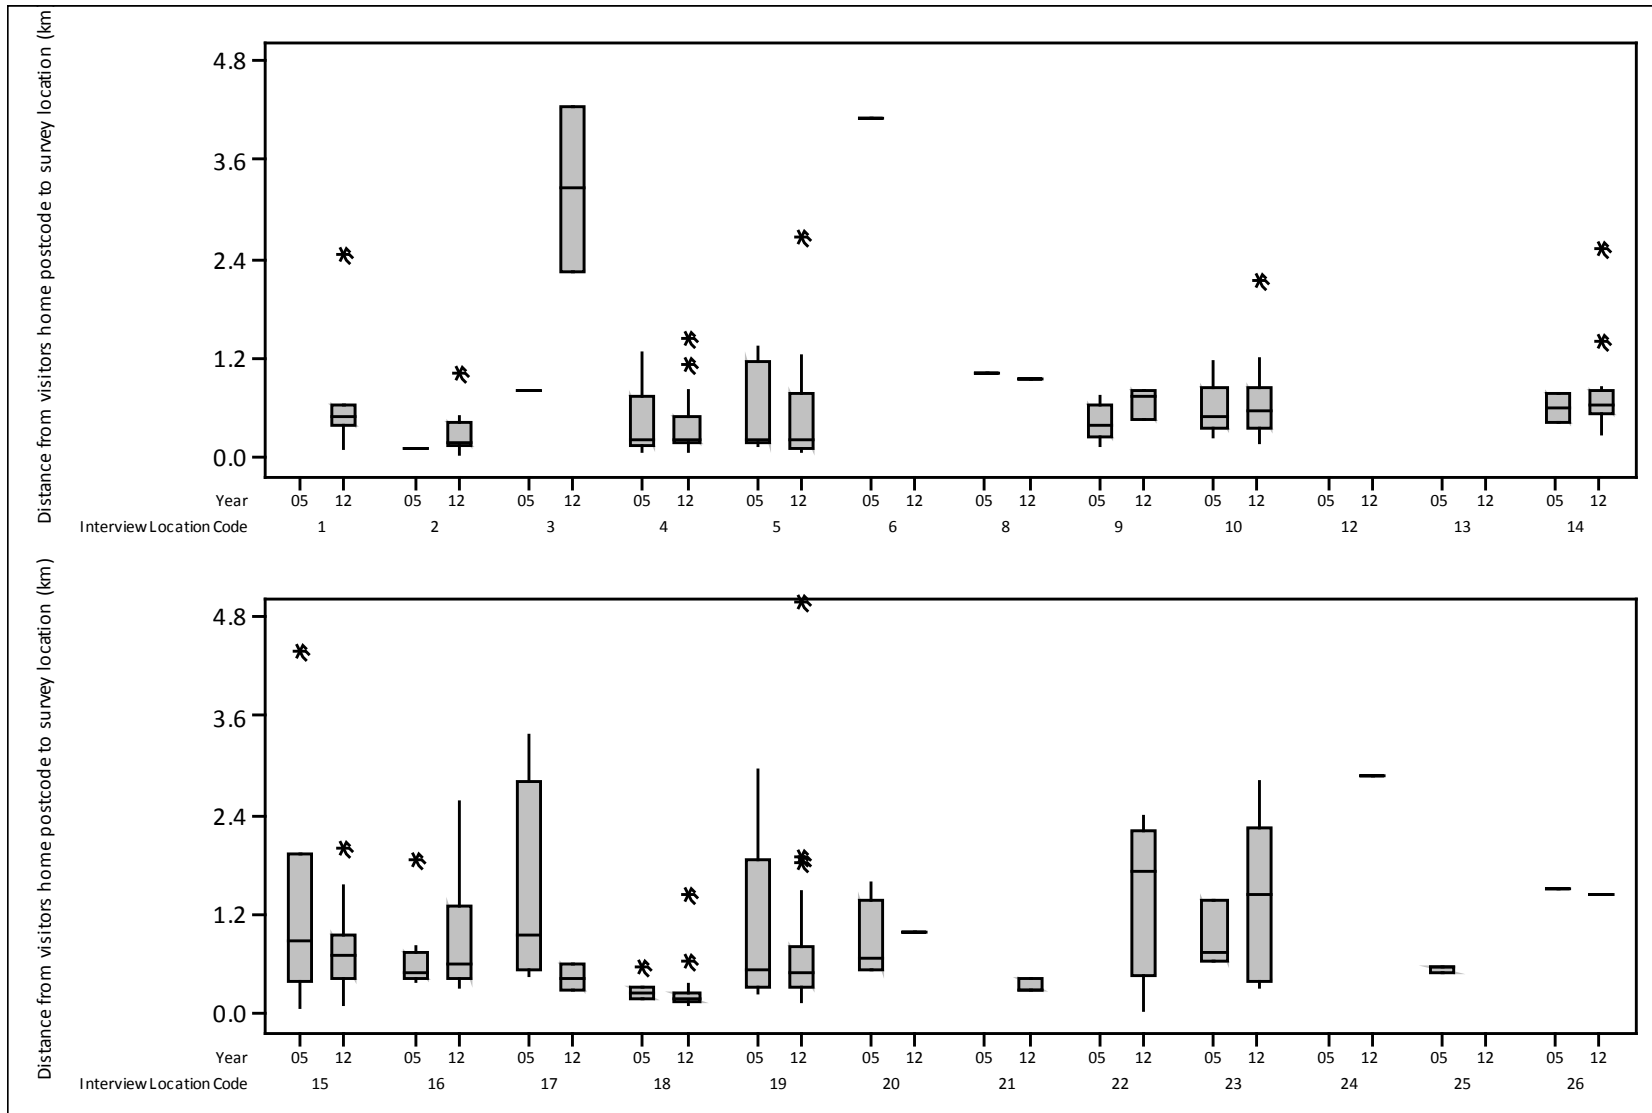 Distance from visitors home postcode to survey location (km
4.8
3.6
2.4
1.2
0.0
Year 05 12 05 12 05 12 05 12 05 12 05 12 05 12 05 12 05 12 05 12 05 12 05 12
Interview Location Code 1 2 3 4 5 6 8 9 10 12 13 14
Distance from visitors home postcode to survey location (km)
4.8
3.6
2.4
1.2
0.0
Year 05 12 05 12 05 12 05 12 05 12 05 12 05 12 05 12 05 12 05 12 05 12 05 12
Interview Location Code 15 16 17 18 19 20 21 22 23 24 25 26